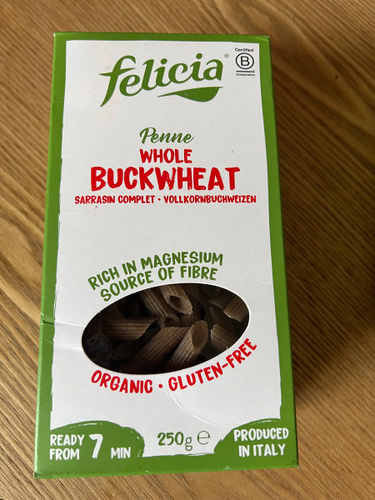 felicia®
Certified
B
Corporation
Penne
WHOLE
BUCKWHEAT
SARRASIN COMPLET • VOLLKORNBUCHWEIZEN
RICH IN MAGNESIUM
SOURCE OF FIBRE
ORGANIC • GLUTEN-FREE
READY
FROM 7 MIN
250g ℮
PRODUCED
IN ITALY